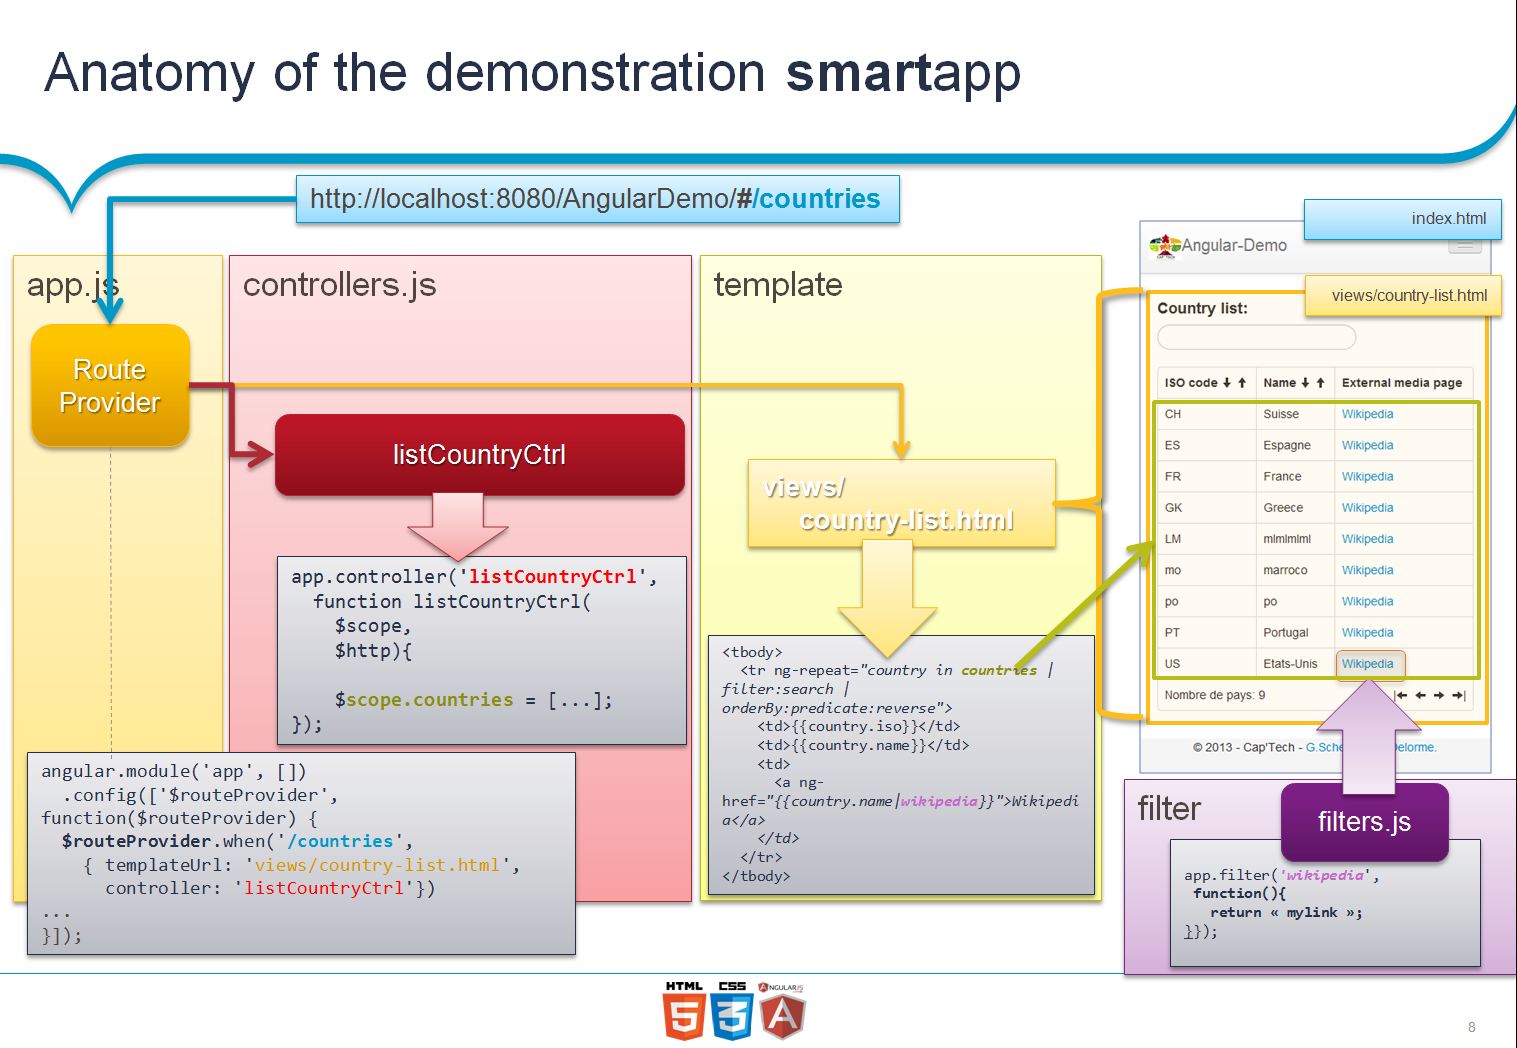 Anatomy of the demonstration smartapp
http://localhost:8080/AngularDemo/#/countries
app.js
Route
Provider
controllers.js
listCountryCtrl
app.controller('listCountryCtrl',
function listCountryCtrl(
$scope,
$http){
$scope.countries = [...];
});
angular.module('app', [])
.config(['$routeProvider',
function($routeProvider) {
$routeProvider.when('/countries',
{ templateUrl: 'views/country-list.html',
controller: 'listCountryCtrl'})
...
}]);
template
views/
country-list.html
<tbody>
<tr ng-repeat="country in countries |
filter:search |
orderBy:predicate:reverse">
<td>{{country.iso}}</td>
<td>{{country.name}}</td>
<td>
<a ng-
href="{{country.name|wikipedia}}">Wikipedi
a</a>
</td>
</tr>
</tbody>
index.html
Angular-Demo
views/country-list.html
Country list:
ISO code Name External media page
CH Suisse Wikipedia
ES Espagne Wikipedia
FR France Wikipedia
GK Greece Wikipedia
LM mlmlmlml Wikipedia
mo marroco Wikipedia
po po Wikipedia
PT Portugal Wikipedia
US Etats-Unis Wikipedia
Nombre de pays: 9
© 2013 - Cap'Tech - G.Sche elorme.
filter
filters.js
app.filter('wikipedia',
function(){
return « mylink »;
}});
HTML
5
CSS
3
ANGULARJS
A
8